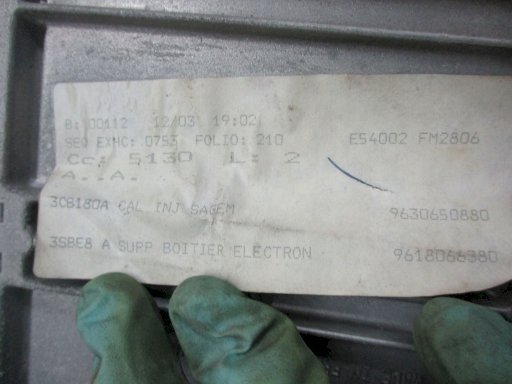 B: 00112 12/03 19:02
SEQ EXMC: 0753 FOLIO: 210 E54002 FM2806
Cc: 5130 L: 2
A..A.
3CB180A CAL INJ SAGEM 9630650880
3SBE8 A SUPP BOITIER ELECTRON 9618066380